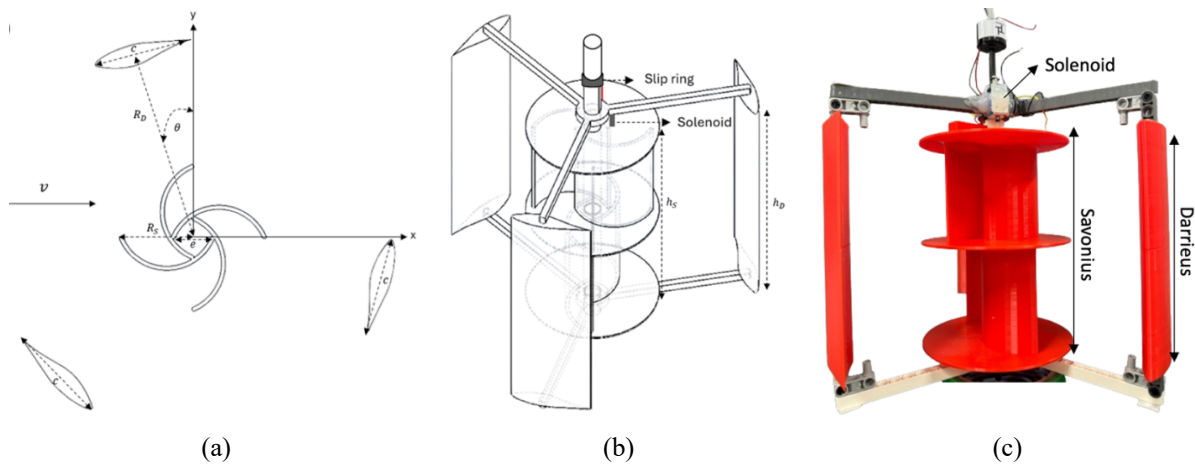 y
c
R_D
θ
v
R_S
e
x
c
c
(a)
Slip ring
Solenoid
h_S
h_D
(b)
Solenoid
Savonius
Darrieus
(c)